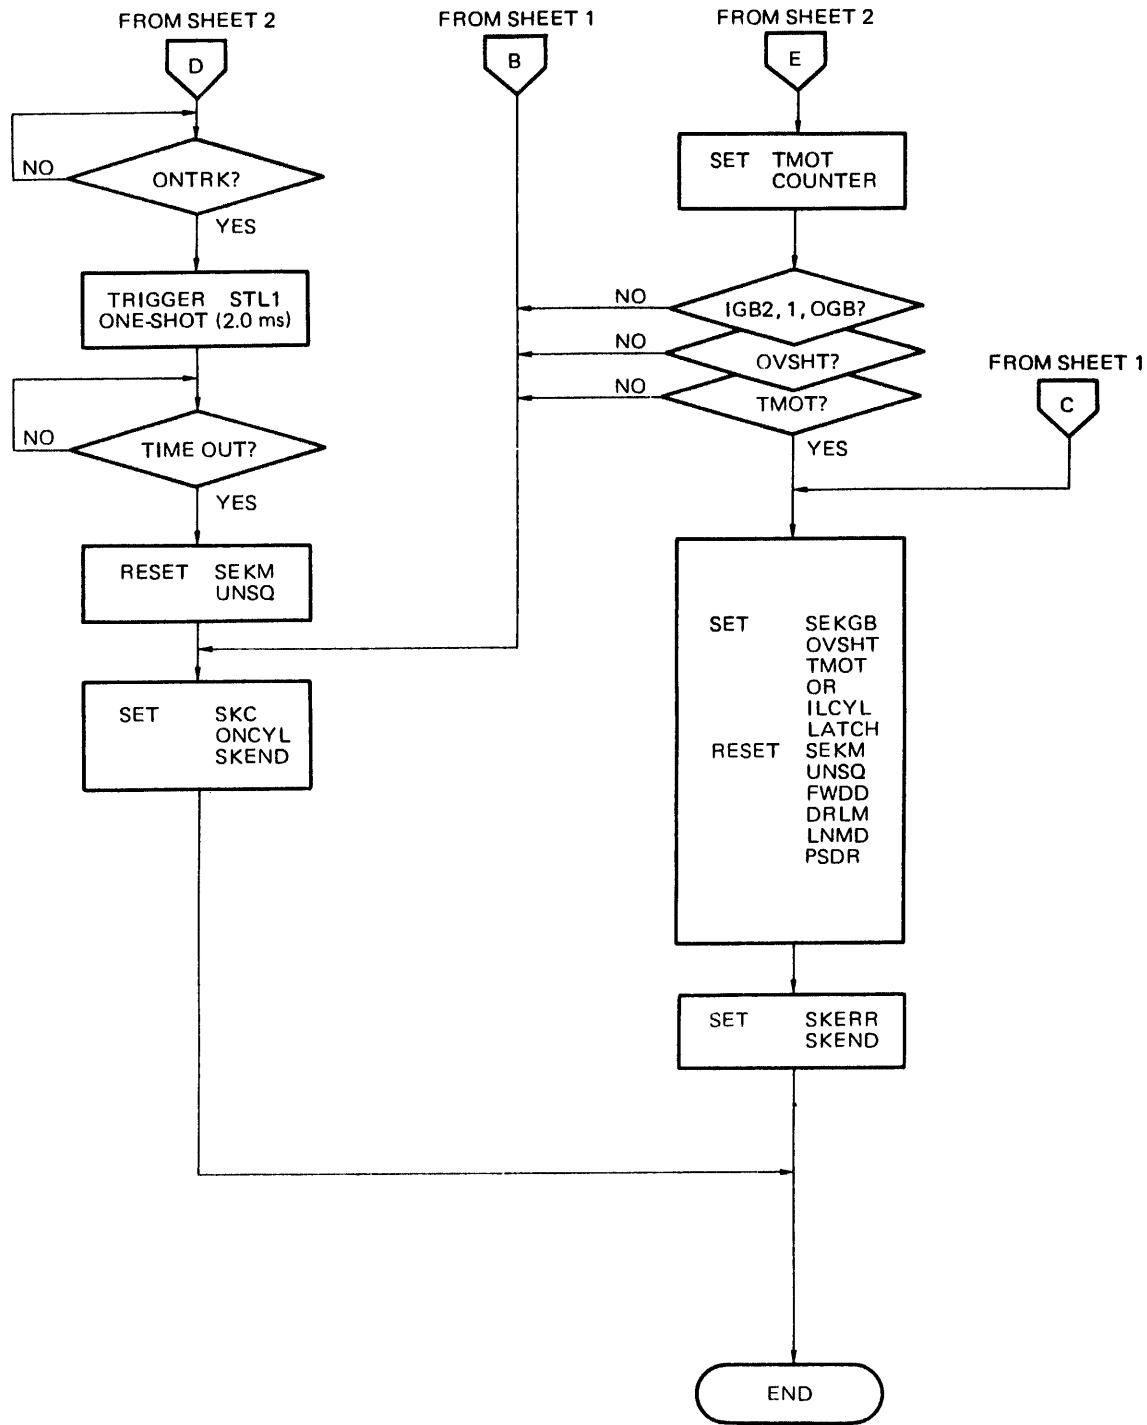 FROM SHEET 2
D
NO
ONTRK?
YES
TRIGGER STL1
ONE-SHOT (2.0 ms)
NO
TIME OUT?
YES
RESET SEKM
UNSQ
SET SKC
ONCYL
SKEND
FROM SHEET 1
B
FROM SHEET 2
E
SET TMOT
COUNTER
NO
IGB2, 1, OGB?
NO
OVSHT?
NO
TMOT?
YES
FROM SHEET 1
C
SET SEKGB
OVSHT
TMOT
OR
ILCYL
LATCH
RESET SEKM
UNSQ
FWDD
DRLM
LNMD
PSDR
SET SKERR
SKEND
END